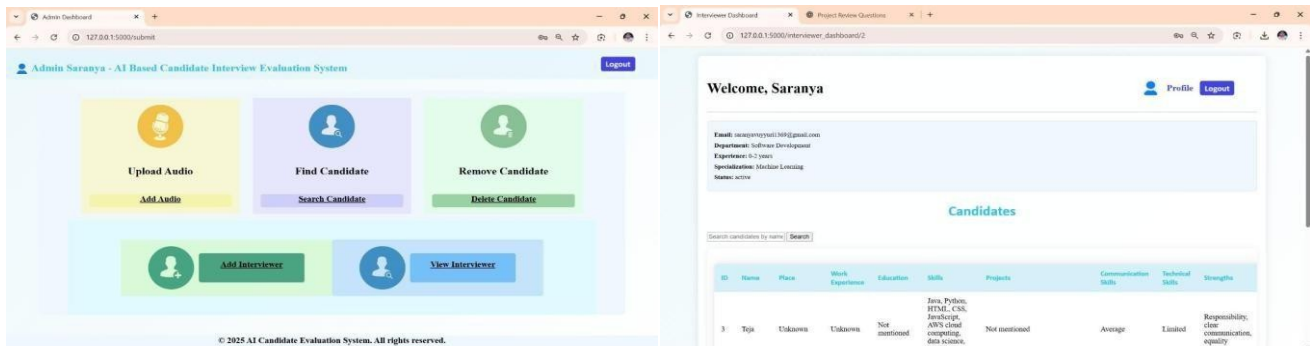 Admin Dashboard
127.0.0.1:5000/submit
Admin Saranya - AI Based Candidate Interview Evaluation System
Logout
Upload Audio
Find Candidate
Remove Candidate
Add Audio
Search Candidate
Delete Candidate
Add Interviewer
View Interviewer
© 2025 AI Candidate Evaluation System. All rights reserved.
Interviewer Dashboard
Project Review Questions
127.0.0.1:5000/interviewer_dashboard/2
Welcome, Saranya
Profile
Logout
Email:
Department: Software Development
Experience: 0-2 years
Specialization: Machine Learning
Status: active
Candidates
Search candidates by name
Search
ID Name Place Work Experience Education Skills Projects Communication Skills Technical Skills Strengths
3 Teja Unknown Unknown Not mentioned
Java, Python,
HTML, CSS,
JavaScript,
AWS cloud
computing,
data science,
Not mentioned
Average
Limited
Responsibility,
clear
communication,
equality